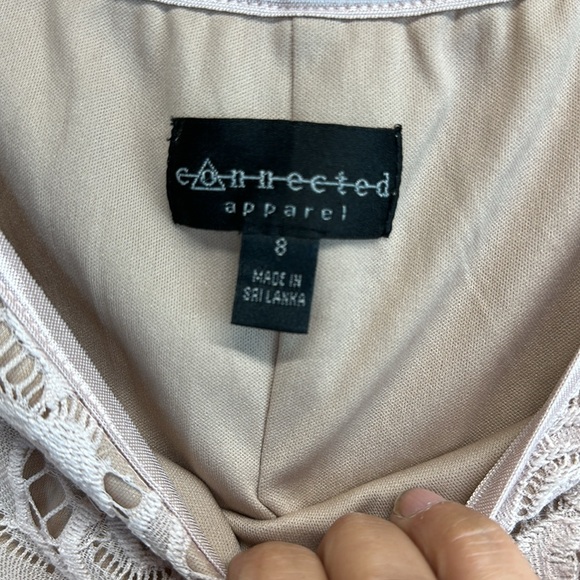 connected
apparel
8
MADE IN
SRI LANKA